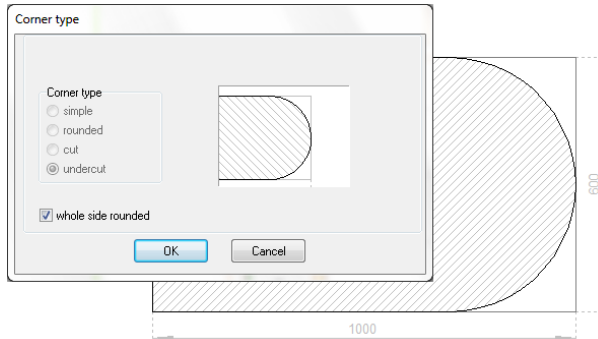 Corner type
Corner type
simple
rounded
cut
undercut
whole side rounded
OK
Cancel
600
1000